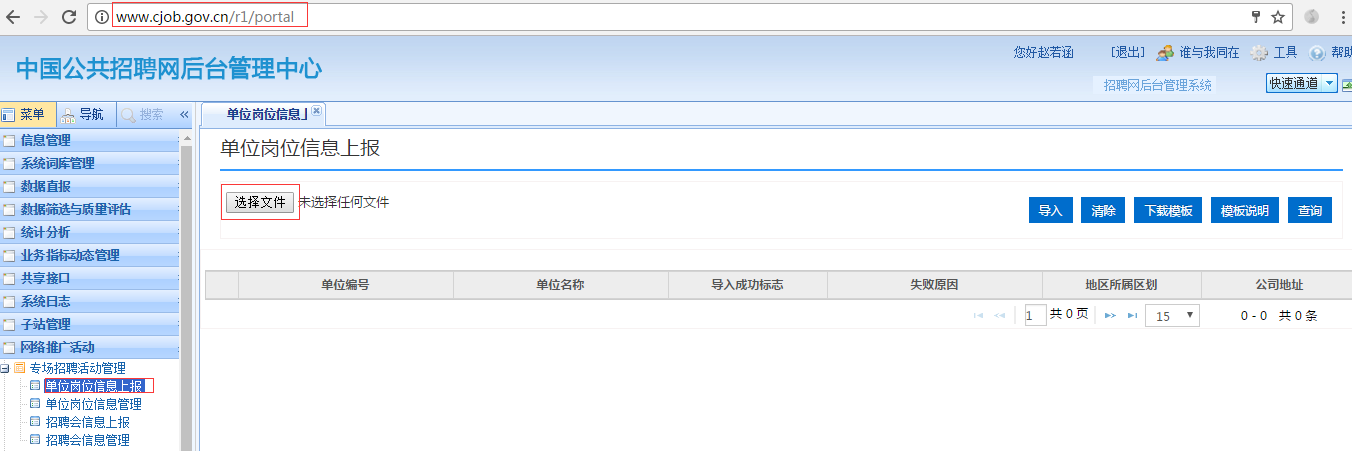 www.cjob.gov.cn/r1/portal
您好赵若涵 [退出] 谁与我同在 工具 帮助
中国公共招聘网后台管理中心
招聘网后台管理系统 快速通道
菜单 导航 搜索 «
单位岗位信息上
信息管理
系统词库管理
数据直报
数据筛选与质量评估
统计分析
业务指标动态管理
共享接口
系统日志
子站管理
网络推广活动
专场招聘活动管理
单位岗位信息上报
单位岗位信息管理
招聘会信息上报
招聘会信息管理
单位岗位信息上报
选择文件 未选择任何文件
导入 清除 下载模板 模板说明 查询
单位编号 单位名称 导入成功标志 失败原因 地区所属区划 公司地址
1 共 0 页 15 0 - 0 共 0 条